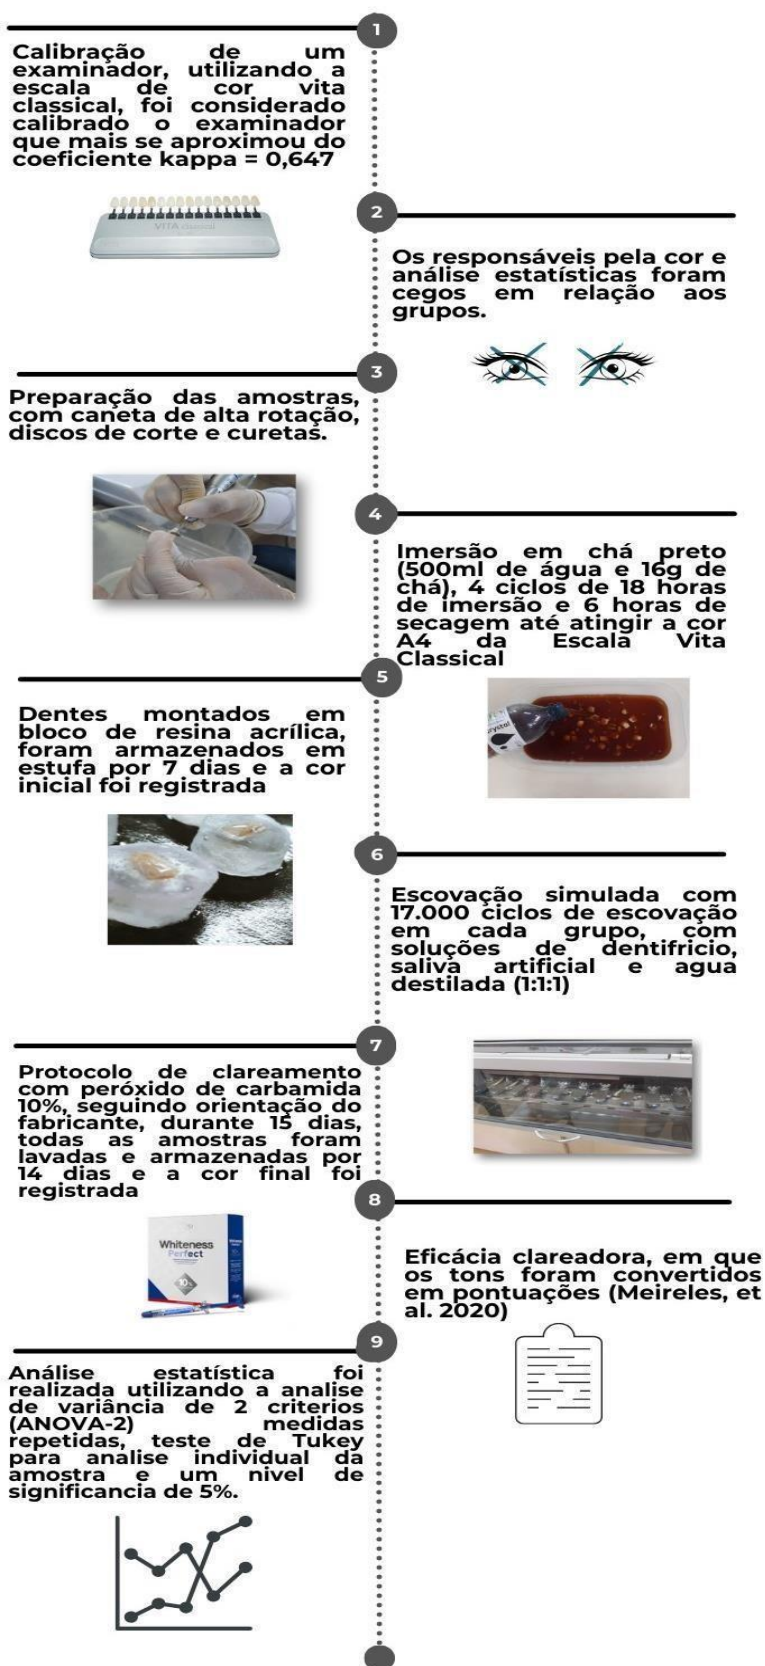 1
Calibração de um
examinador, utilizando a
escala de cor vita
classical, foi considerado
calibrado o examinador
que mais se aproximou do
coeficiente kappa = 0,647
VITA classical
2
Os responsáveis pela cor e
análise estatísticas foram
cegos em relação aos
grupos.
3
Preparação das amostras,
com caneta de alta rotação,
discos de corte e curetas.
4
Imersão em chá preto
(500ml de água e 16g de
chá), 4 ciclos de 18 horas
de imersão e 6 horas de
secagem até atingir a cor
A4 da Escala Vita
Classical
5
Dentes montados em
bloco de resina acrílica,
foram armazenados em
estufa por 7 dias e a cor
inicial foi registrada
6
Escovação simulada com
17.000 ciclos de escovação
em cada grupo, com
soluções de dentifricio,
saliva artificial e agua
destilada (1:1:1)
7
Protocolo de clareamento
com peróxido de carbamida
10%, seguindo orientação do
fabricante, durante 15 dias,
todas as amostras foram
lavadas e armazenadas por
14 dias e a cor final foi
registrada
Whiteness
Perfect
10%
8
Eficácia clareadora, em que
os tons foram convertidos
em pontuações (Meireles, et
al. 2020)
9
Análise estatística foi
realizada utilizando a analise
de variância de 2 criterios
(ANOVA-2) medidas
repetidas, teste de Tukey
para analise individual da
amostra e um nivel de
significancia de 5%.